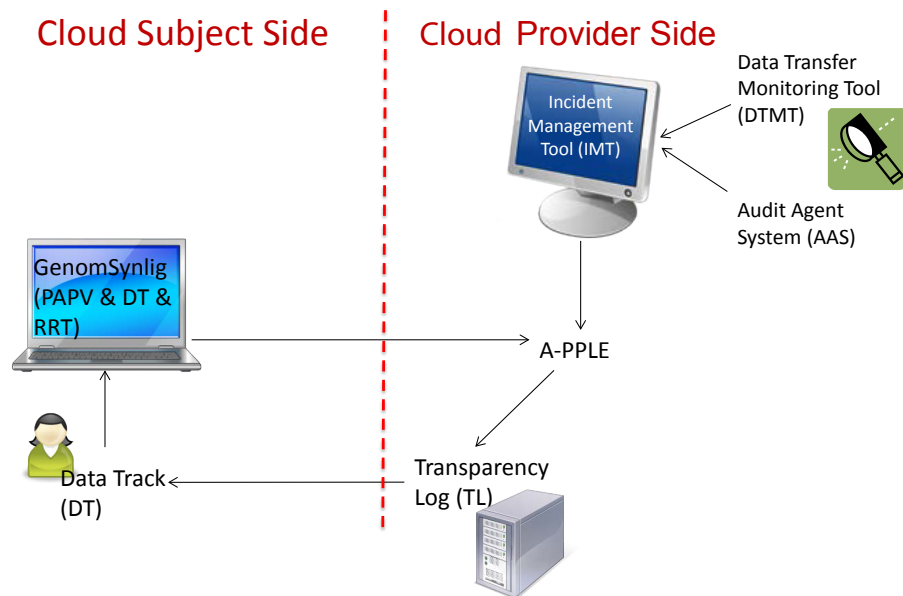 Cloud Subject Side
Cloud Provider Side
Incident
Management
Tool (IMT)
Data Transfer
Monitoring Tool
(DTMT)
Audit Agent
System (AAS)
GenomSynlig
(PAPV & DT &
RRT)
A-PPLE
Transparency
Log (TL)
Data Track
(DT)